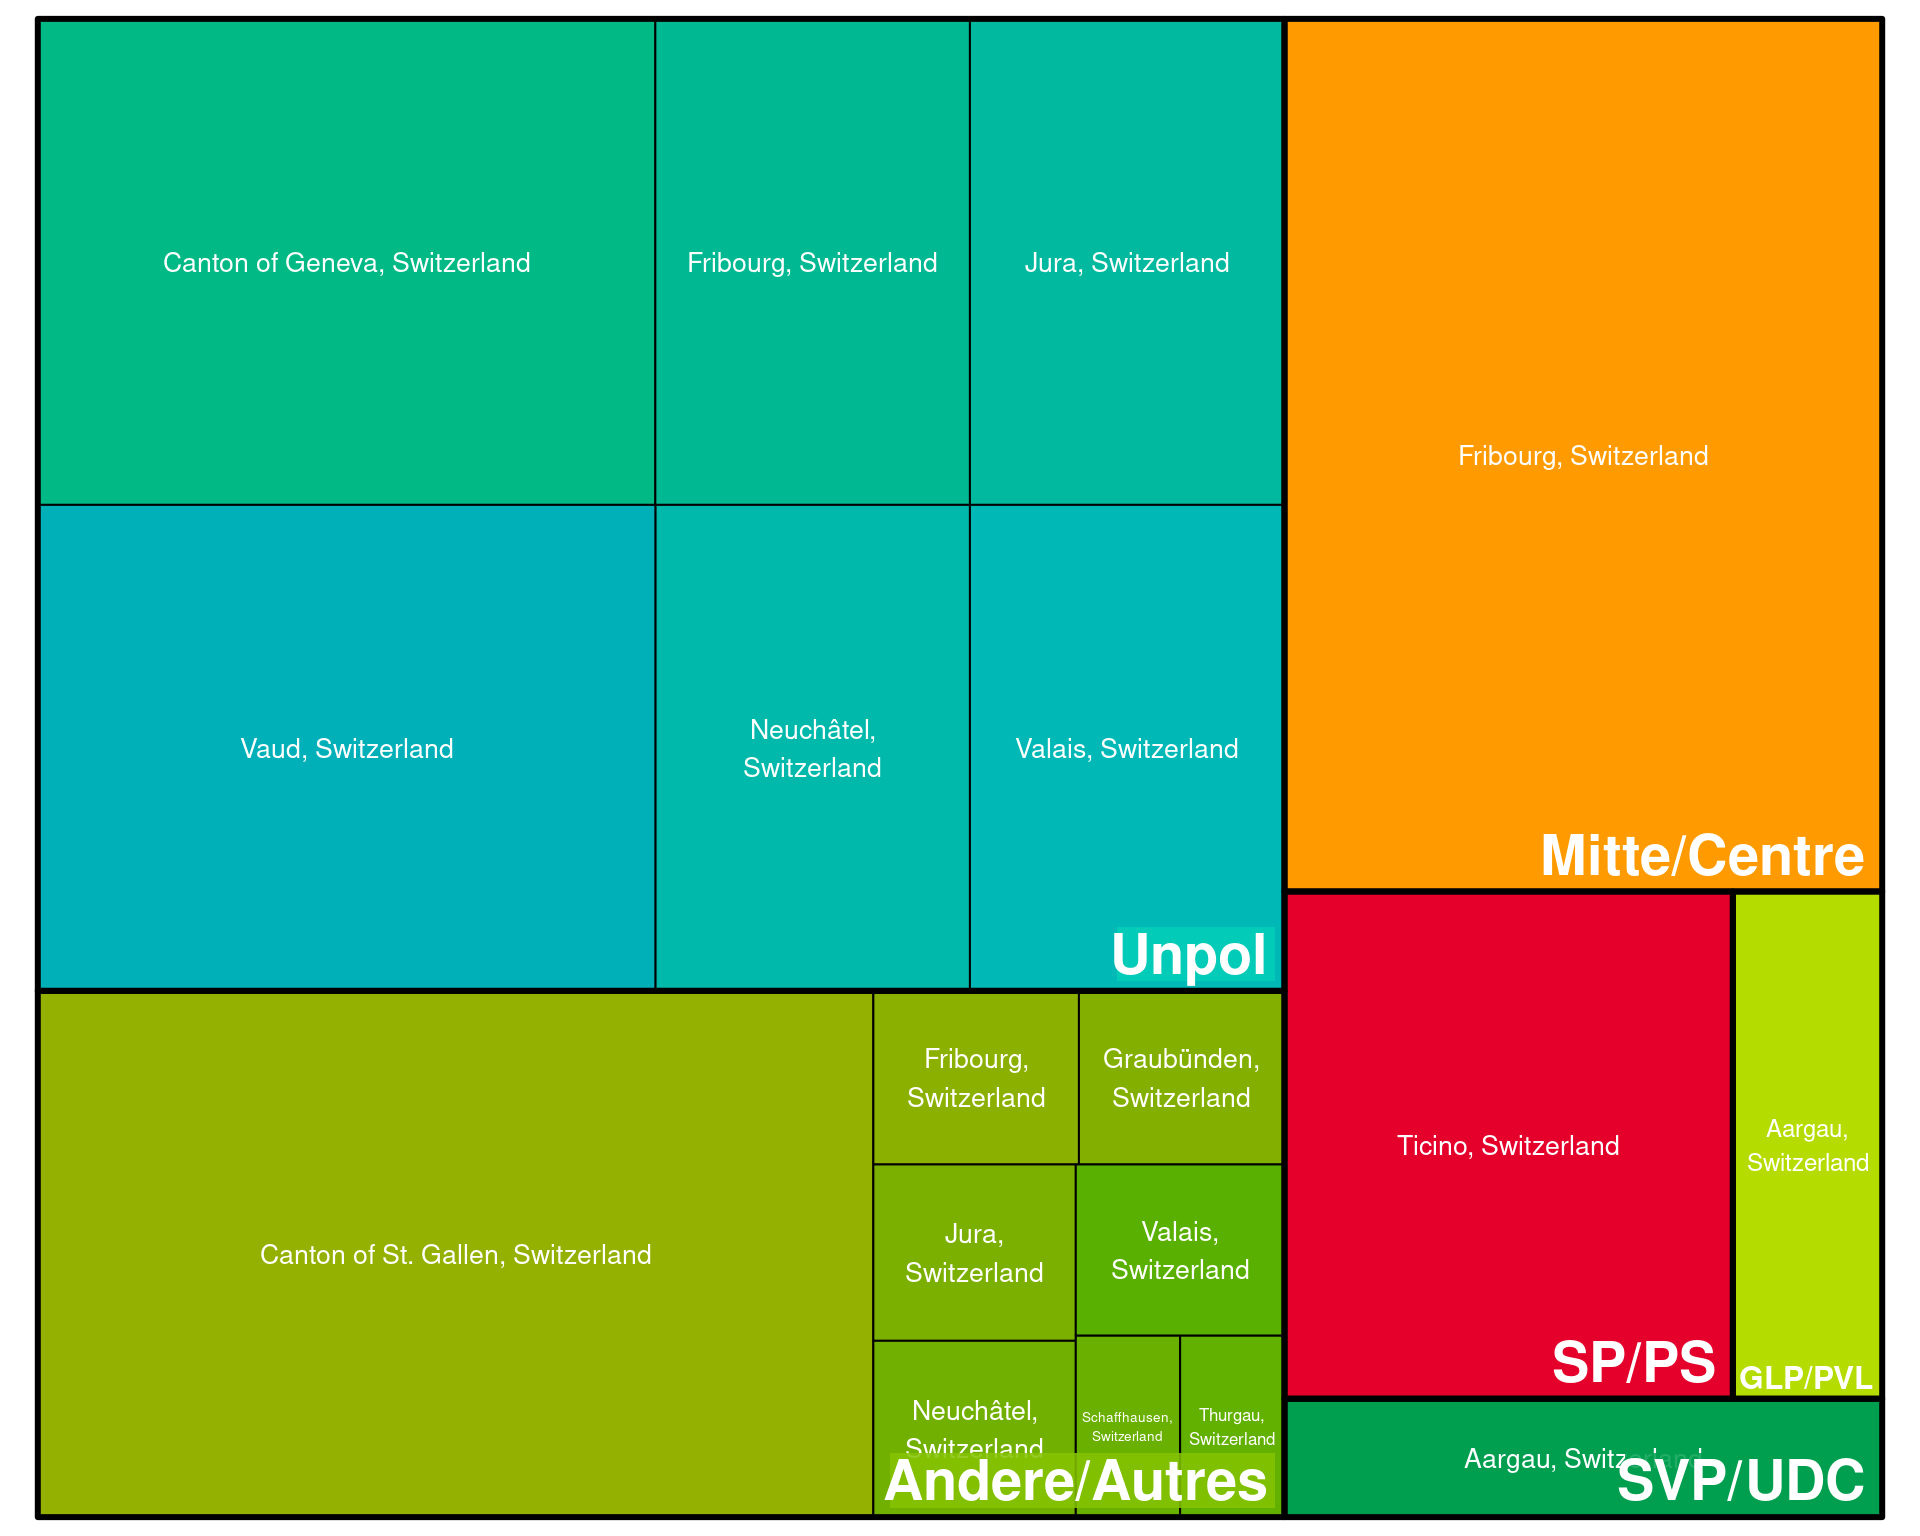 Canton of Geneva, Switzerland
Fribourg, Switzerland
Jura, Switzerland
Vaud, Switzerland
Neuchâtel,
Switzerland
Valais, Switzerland
Unpol
Fribourg, Switzerland
Mitte/Centre
Canton of St. Gallen, Switzerland
Fribourg,
Switzerland
Graubünden,
Switzerland
Jura,
Switzerland
Valais,
Switzerland
Neuchâtel,
Switzerland
Schaffhausen,
Switzerland
Thurgau,
Switzerland
Andere/Autres
Ticino, Switzerland
SP/PS
Aargau,
Switzerland
GLP/PVL
Aargau, Switzerland
SVP/UDC